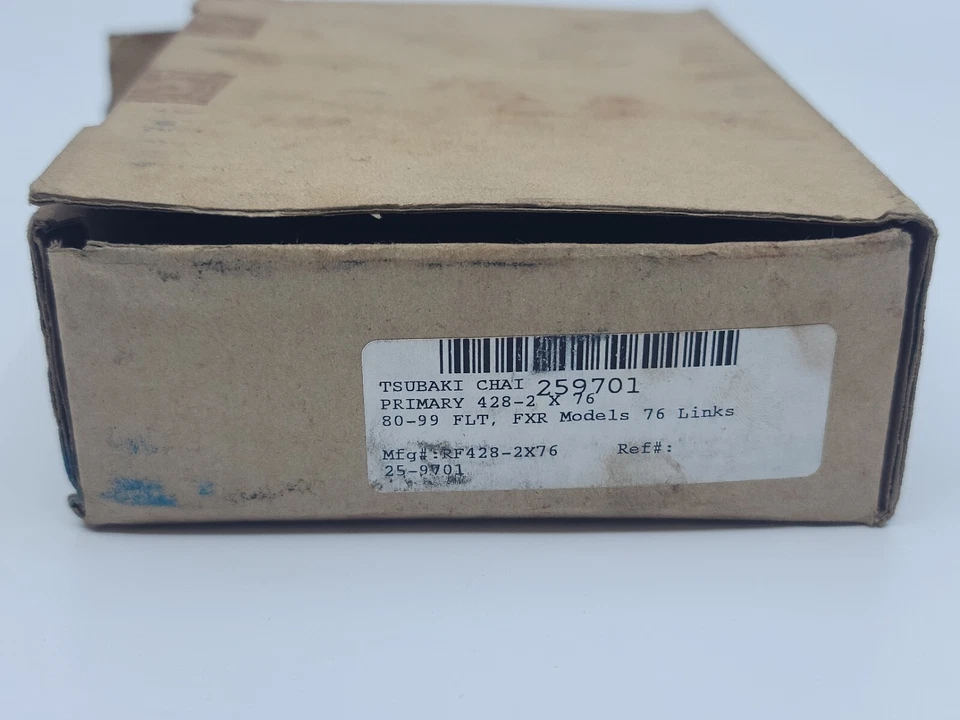 TSUBAKI CHAI 259701
PRIMARY 428-2 X 76
80-99 FLT, FXR Models 76 Links
Mfg#:RF428-2X76 Ref#:
25-9701